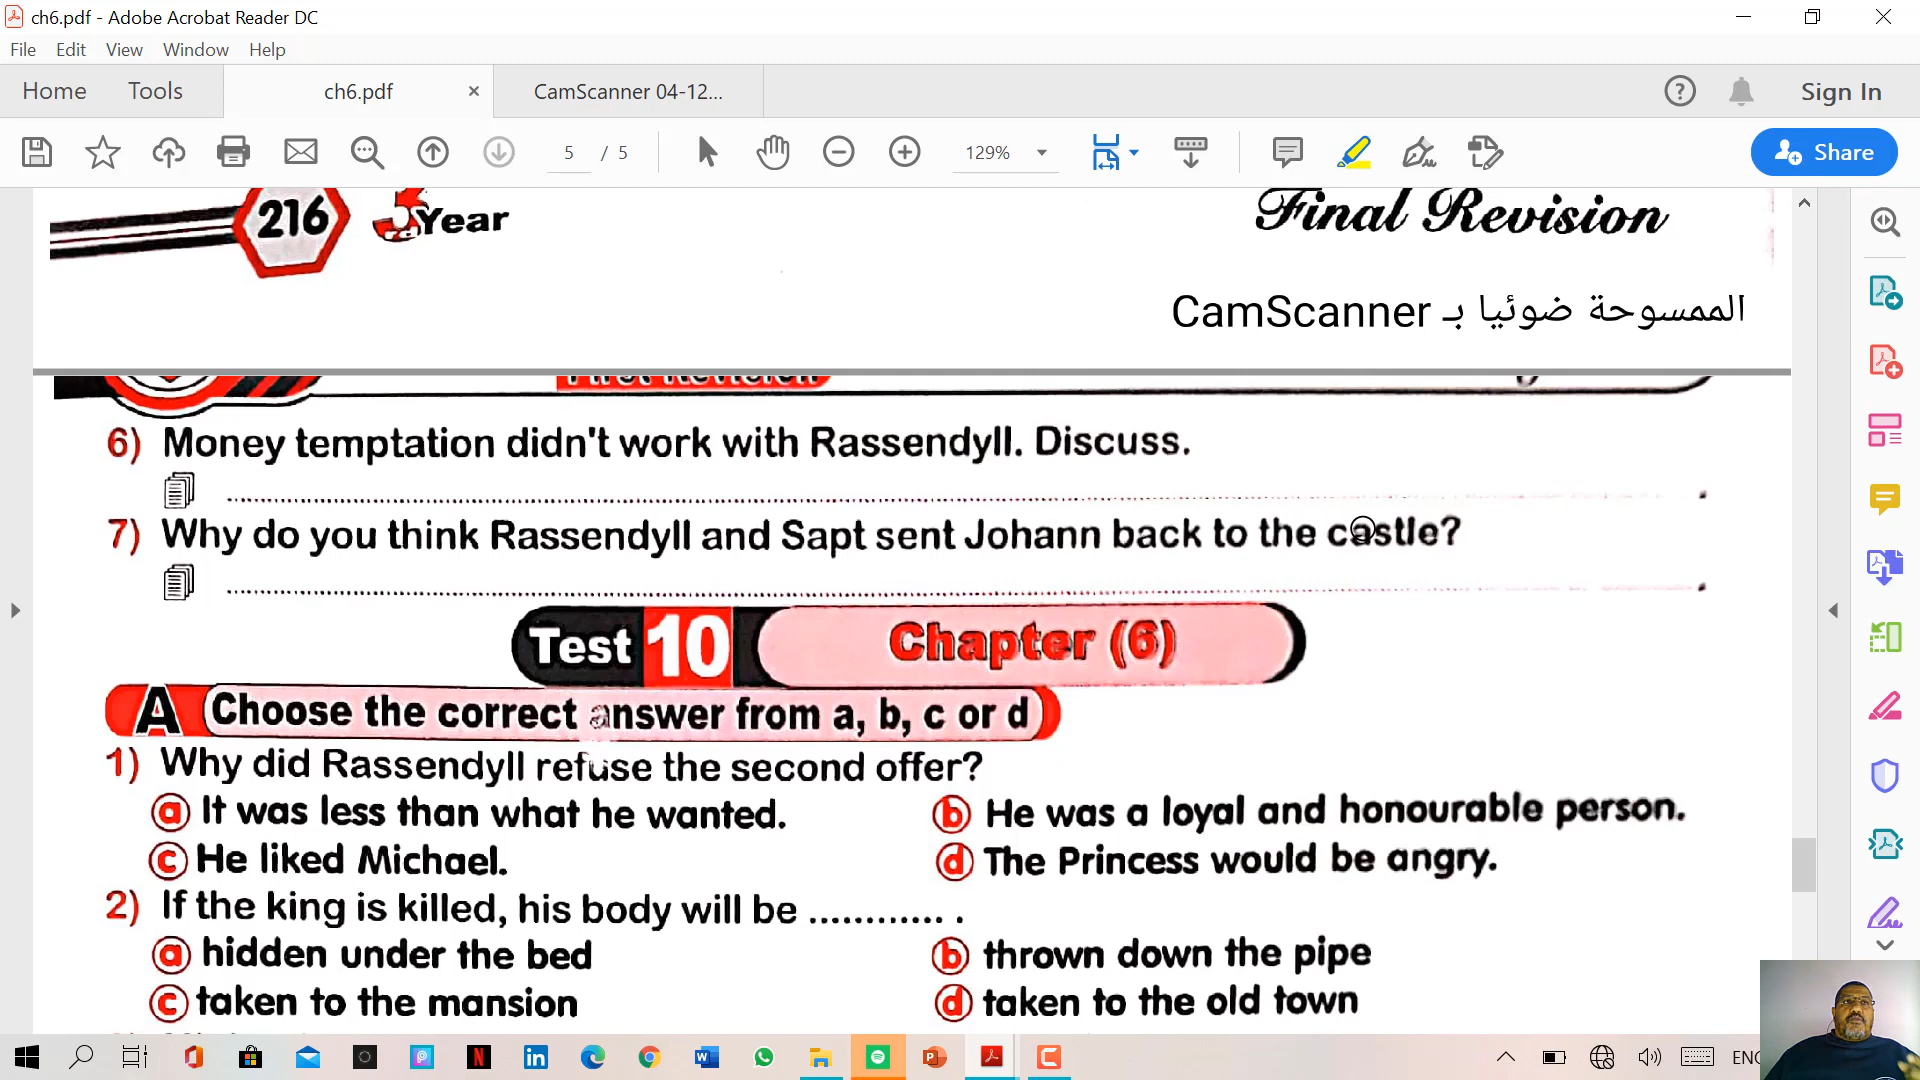 ch6.pdf - Adobe Acrobat Reader DC
File Edit View Window Help
Home Tools ch6.pdf × CamScanner 04-12... Sign In
5 / 5 129% Share
216 3 Year Final Revision
الممسوحة ضوئيا بـ CamScanner
First Revision
6) Money temptation didn't work with Rassendyll. Discuss.
7) Why do you think Rassendyll and Sapt sent Johann back to the castle?
Test 10 Chapter (6)
A Choose the correct answer from a, b, c or d
1) Why did Rassendyll refuse the second offer?
a It was less than what he wanted. b He was a loyal and honourable person.
c He liked Michael. d The Princess would be angry.
2) If the king is killed, his body will be ............ .
a hidden under the bed b thrown down the pipe
c taken to the mansion d taken to the old town
ENG